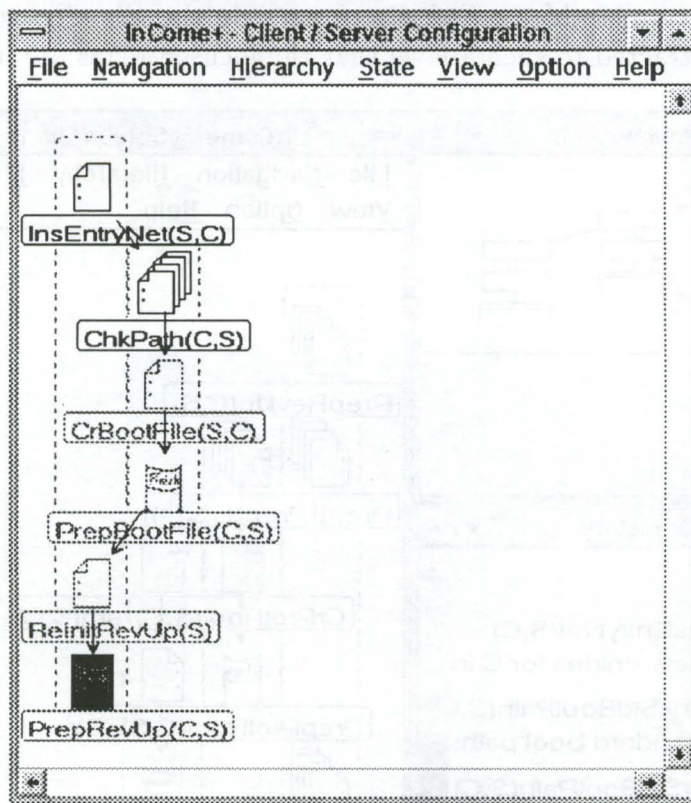 InCome+ - Client / Server Configuration
File Navigation Hierarchy State View Option Help
InsEntryNet(S,C)
ChkPath(C,S)
CrBootFile(S,C)
PrepBootFile(C,S)
ReinitRevUp(S)
PrepRevUp(C,S)